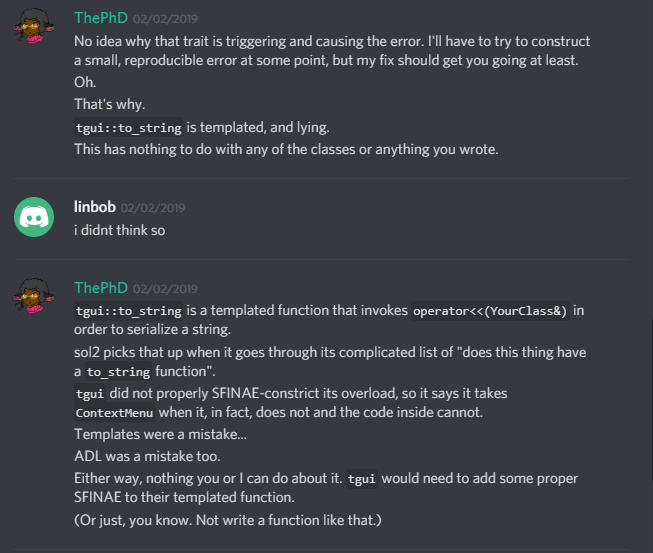 ThePhD 02/02/2019
No idea why that trait is triggering and causing the error. I'll have to try to construct
a small, reproducible error at some point, but my fix should get you going at least.
Oh.
That's why.
tgui::to_string is templated, and lying.
This has nothing to do with any of the classes or anything you wrote.
linbob 02/02/2019
i didnt think so
ThePhD 02/02/2019
tgui::to_string is a templated function that invokes operator<<(YourClass&) in
order to serialize a string.
sol2 picks that up when it goes through its complicated list of "does this thing have
a to_string function".
tgui did not properly SFINAE-constrict its overload, so it says it takes
ContextMenu when it, in fact, does not and the code inside cannot.
Templates were a mistake...
ADL was a mistake too.
Either way, nothing you or I can do about it. tgui would need to add some proper
SFINAE to their templated function.
(Or just, you know. Not write a function like that.)